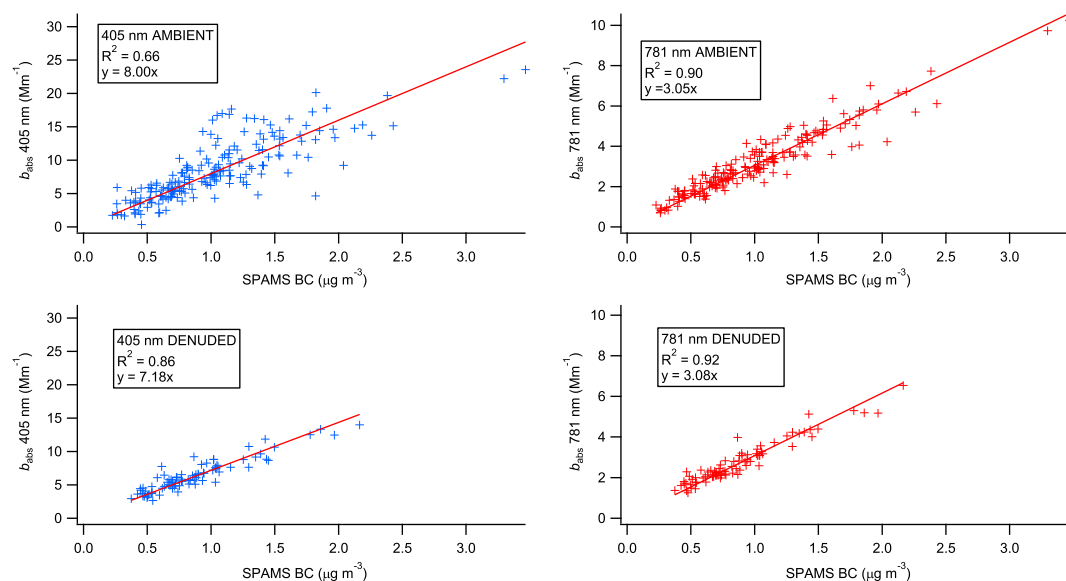 30
25
20
15
10
5
0
b_abs 405 nm (Mm⁻¹)
405 nm AMBIENT
R² = 0.66
y = 8.00x
0.0 0.5 1.0 1.5 2.0 2.5 3.0
SPAMS BC (µg m⁻³)
10
8
6
4
2
0
b_abs 781 nm (Mm⁻¹)
781 nm AMBIENT
R² = 0.90
y =3.05x
0.0 0.5 1.0 1.5 2.0 2.5 3.0
SPAMS BC (µg m⁻³)
30
25
20
15
10
5
0
b_abs 405 nm (Mm⁻¹)
405 nm DENUDED
R² = 0.86
y = 7.18x
0.0 0.5 1.0 1.5 2.0 2.5 3.0
SPAMS BC (µg m⁻³)
10
8
6
4
2
0
b_abs 781 nm (Mm⁻¹)
781 nm DENUDED
R² = 0.92
y = 3.08x
0.0 0.5 1.0 1.5 2.0 2.5 3.0
SPAMS BC (µg m⁻³)